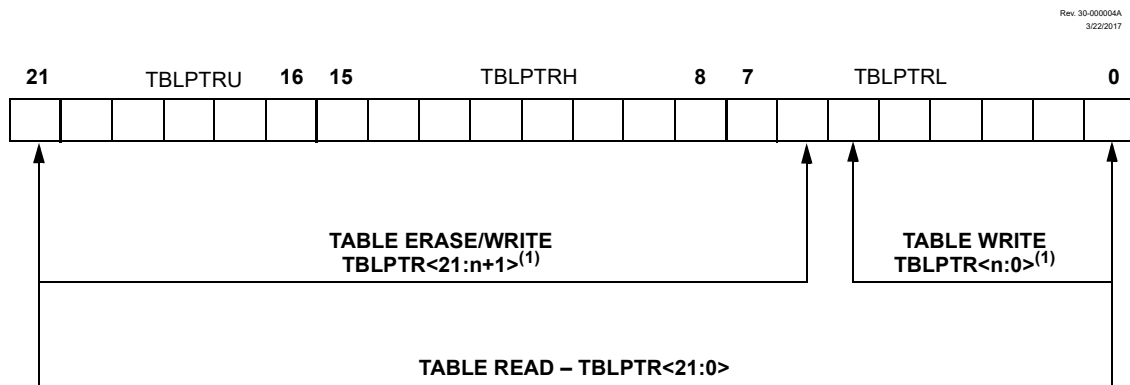 Rev. 30-000004A
3/22/2017
21 TBLPTRU 16 15 TBLPTRH 8 7 TBLPTRL 0
TABLE ERASE/WRITE
TBLPTR<21:n+1>(1)
TABLE WRITE
TBLPTR<n:0>(1)
TABLE READ – TBLPTR<21:0>